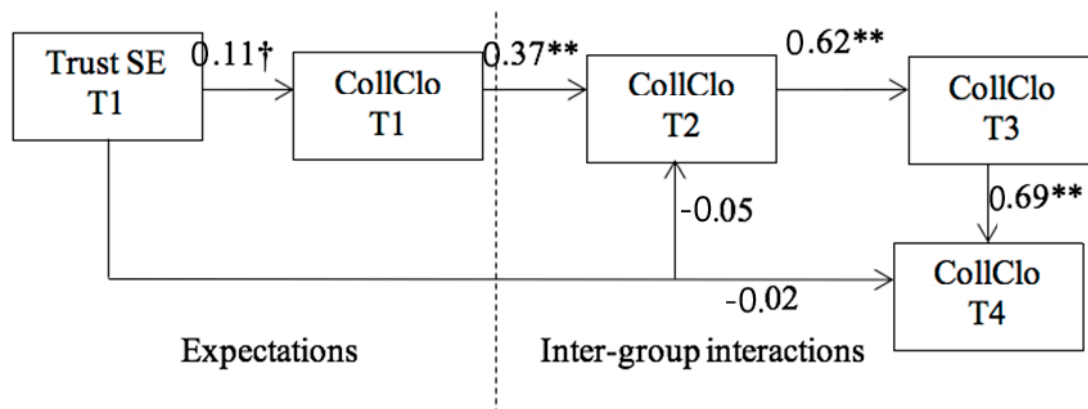 Trust SE
T1
0.11†
CollClo
T1
0.37**
CollClo
T2
0.62**
CollClo
T3
0.69**
-0.05
CollClo
T4
-0.02
Expectations
Inter-group interactions